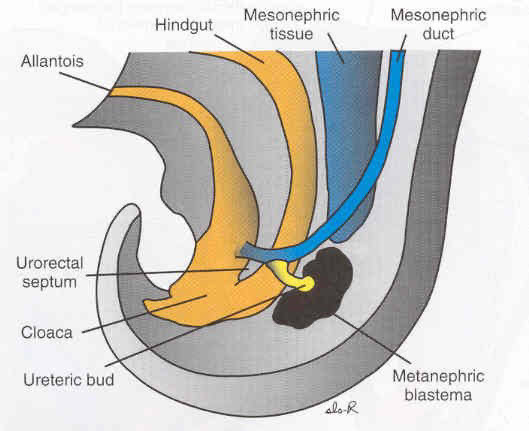 Hindgut
Mesonephric
tissue
Mesonephric
duct
Allantois
Urorectal
septum
Cloaca
Ureteric bud
Metanephric
blastema
sls-R